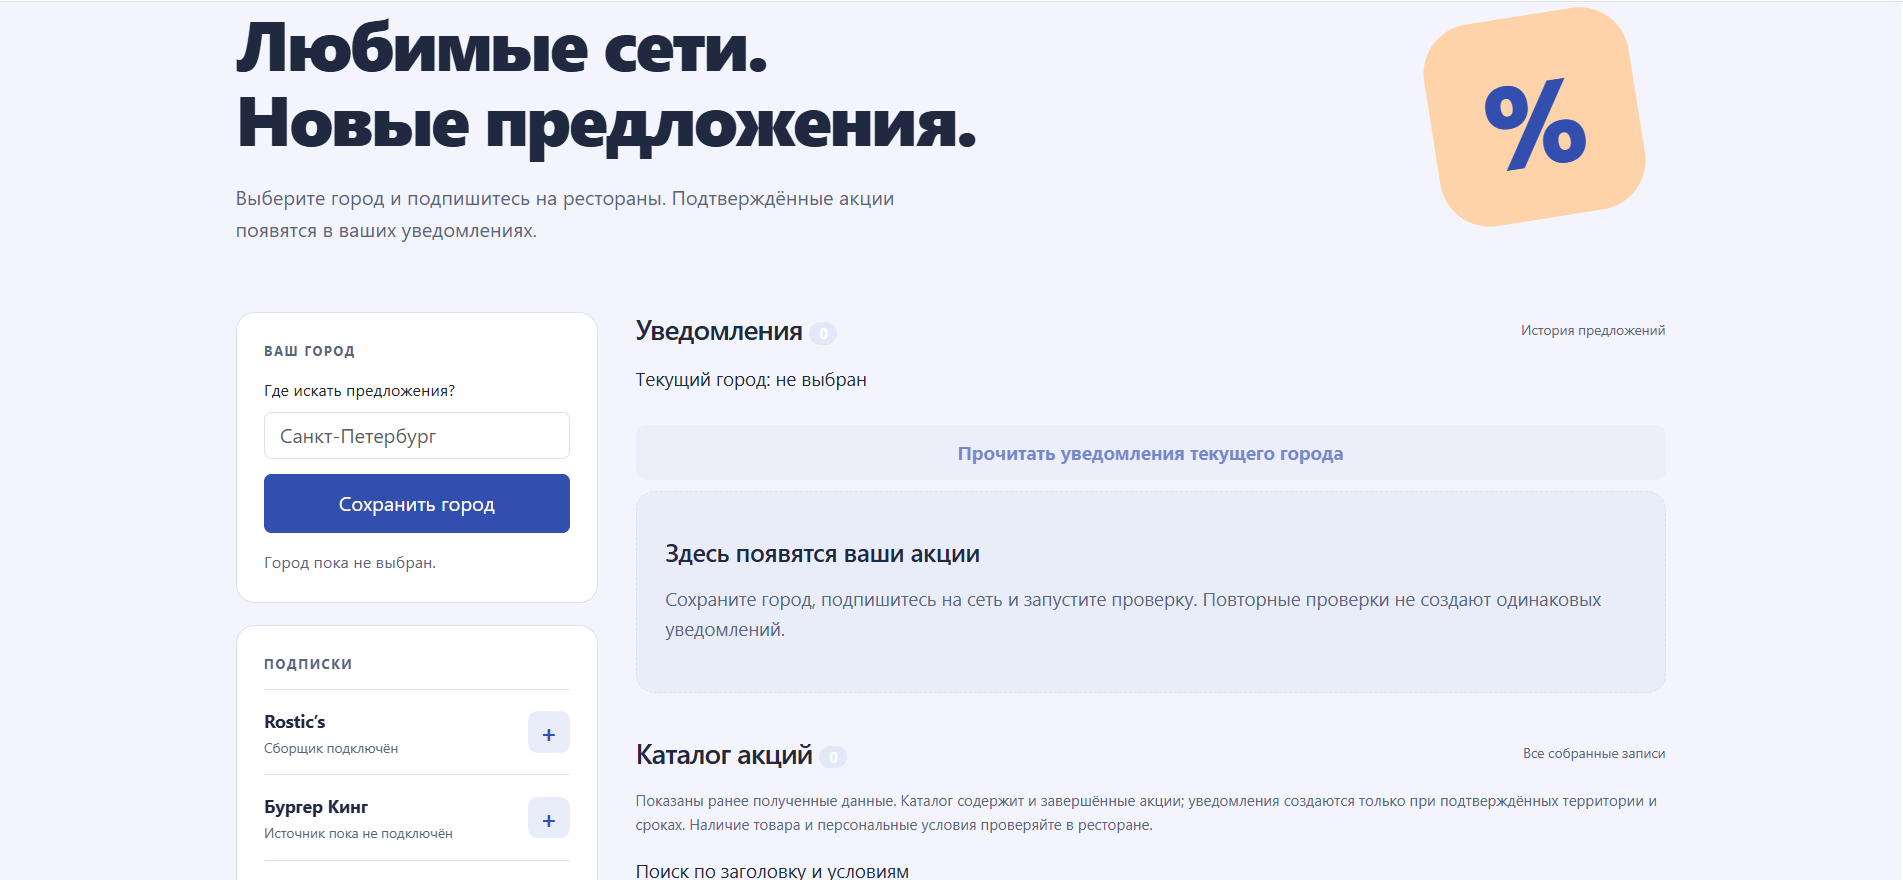 Любимые сети.
Новые предложения.
%
Выберите город и подпишитесь на рестораны. Подтверждённые акции
появятся в ваших уведомлениях.
ВАШ ГОРОД
Где искать предложения?
Санкт-Петербург
Сохранить город
Город пока не выбран.
ПОДПИСКИ
Rostic’s
Сборщик подключён
+
Бургер Кинг
Источник пока не подключён
+
Уведомления 0
История предложений
Текущий город: не выбран
Прочитать уведомления текущего города
Здесь появятся ваши акции
Сохраните город, подпишитесь на сеть и запустите проверку. Повторные проверки не создают одинаковых
уведомлений.
Каталог акций 0
Все собранные записи
Показаны ранее полученные данные. Каталог содержит и завершённые акции; уведомления создаются только при подтверждённых территории и
сроках. Наличие товара и персональные условия проверяйте в ресторане.
Поиск по заголовку и условиям